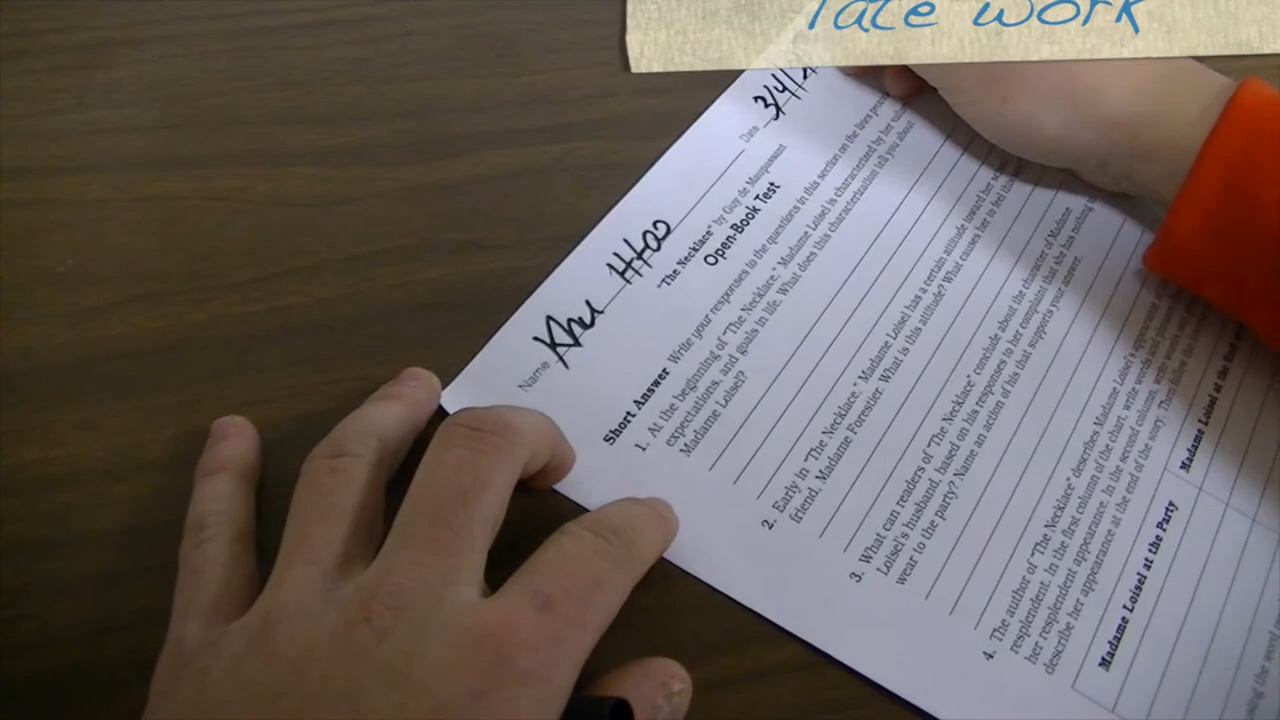 late work
Name Khu Htoo Date 3/4/1
"The Necklace" by Guy de Maupassant
Open-Book Test
Short Answer Write your responses to the questions in this section on the lines
1. At the beginning of "The Necklace," Madame Loisel is characterized by her
expectations, and goals in life. What does this characterization tell you about
Madame Loisel?
2. Early in "The Necklace," Madame Loisel has a certain attitude toward her
friend, Madame Forestier. What is this attitude? What causes her to feel this
3. What can readers of "The Necklace" conclude about the character of Madame
Loisel's husband, based on his responses to her complaint that she has nothing
wear to the party? Name an action of his that supports your answer.
4. The author of "The Necklace" describes Madame Loisel's
resplendent. In the first column of the chart, write words and
her resplendent appearance. In the second column, write words
describe her appearance at the end of the story. Then
Madame Loisel at the Party
Madame Loisel at the